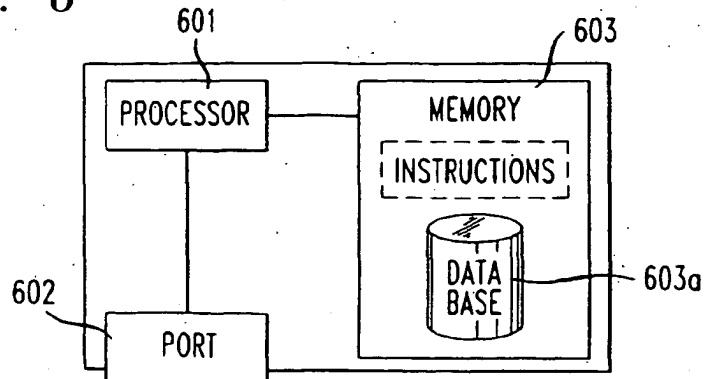 601
603
PROCESSOR
MEMORY
INSTRUCTIONS
DATA
BASE
603a
602
PORT